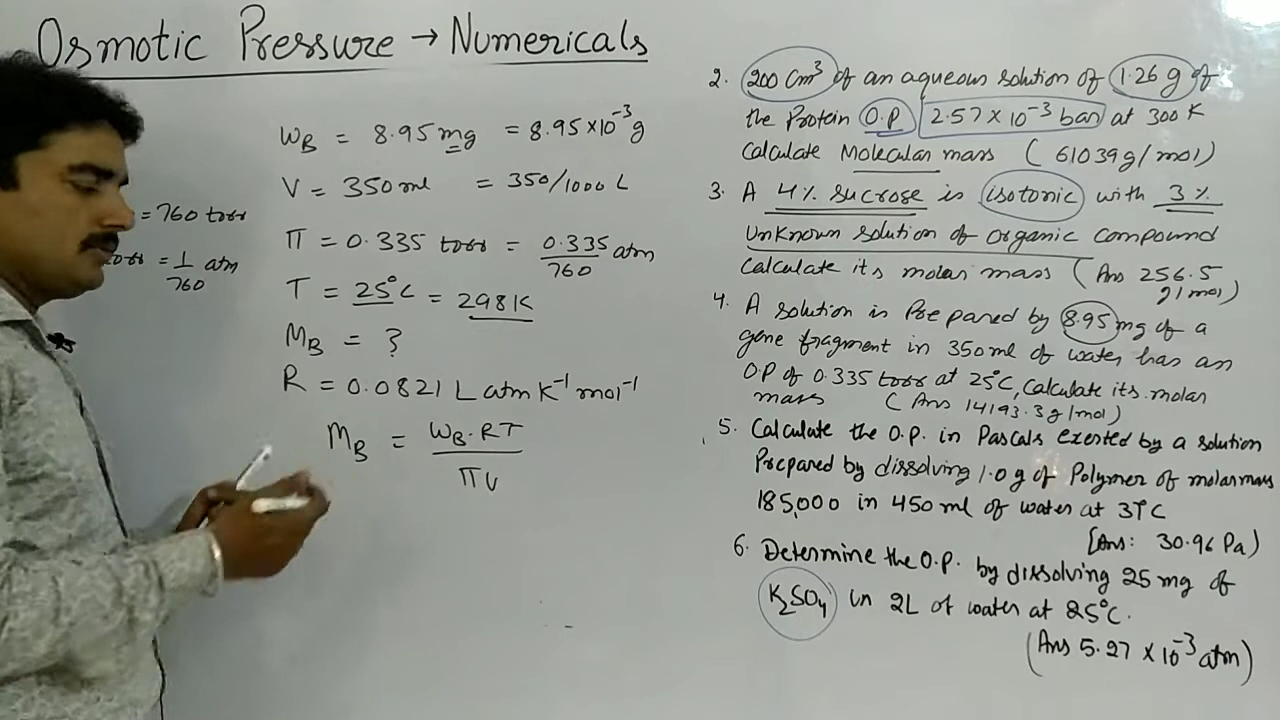 Osmotic Pressure → Numericals
W_B = 8.95 mg = 8.95×10⁻³ g
V = 350 ml = 350/1000 L
= 760 torr
π = 0.335 torr = 0.335/760 atm
torr = 1/760 atm
T = 25°C = 298K
M_B = ?
R = 0.0821 L atm K⁻¹ mol⁻¹
M_B = W_B·RT / πV
2. 200 Cm³ of an aqueous solution of 1.26 g of
the Protein O.P 2.57×10⁻³ bar at 300 K
Calculate Molecular mass ( 61039 g/mol)
3. A 4% sucrose is isotonic with 3%
Unknown solution of organic compound
Calculate its molar mass (Ans 256.5
g/mol)
4. A solution is Prepared by 8.95 mg of a
gene fragment in 350 ml of water has an
O.P of 0.335 torr at 25°C, Calculate its molar
mass ( Ans 14193.3 g/mol)
5. Calculate the O.P. in Pascals exerted by a solution
Prepared by dissolving 1.0 g of Polymer of molar mass
185,000 in 450 ml of water at 37°C
[Ans: 30.96 Pa)
6. Determine the O.P. by dissolving 25 mg of
K₂SO₄ in 2L of water at 25°C.
(Ans 5.27 × 10⁻³ atm)